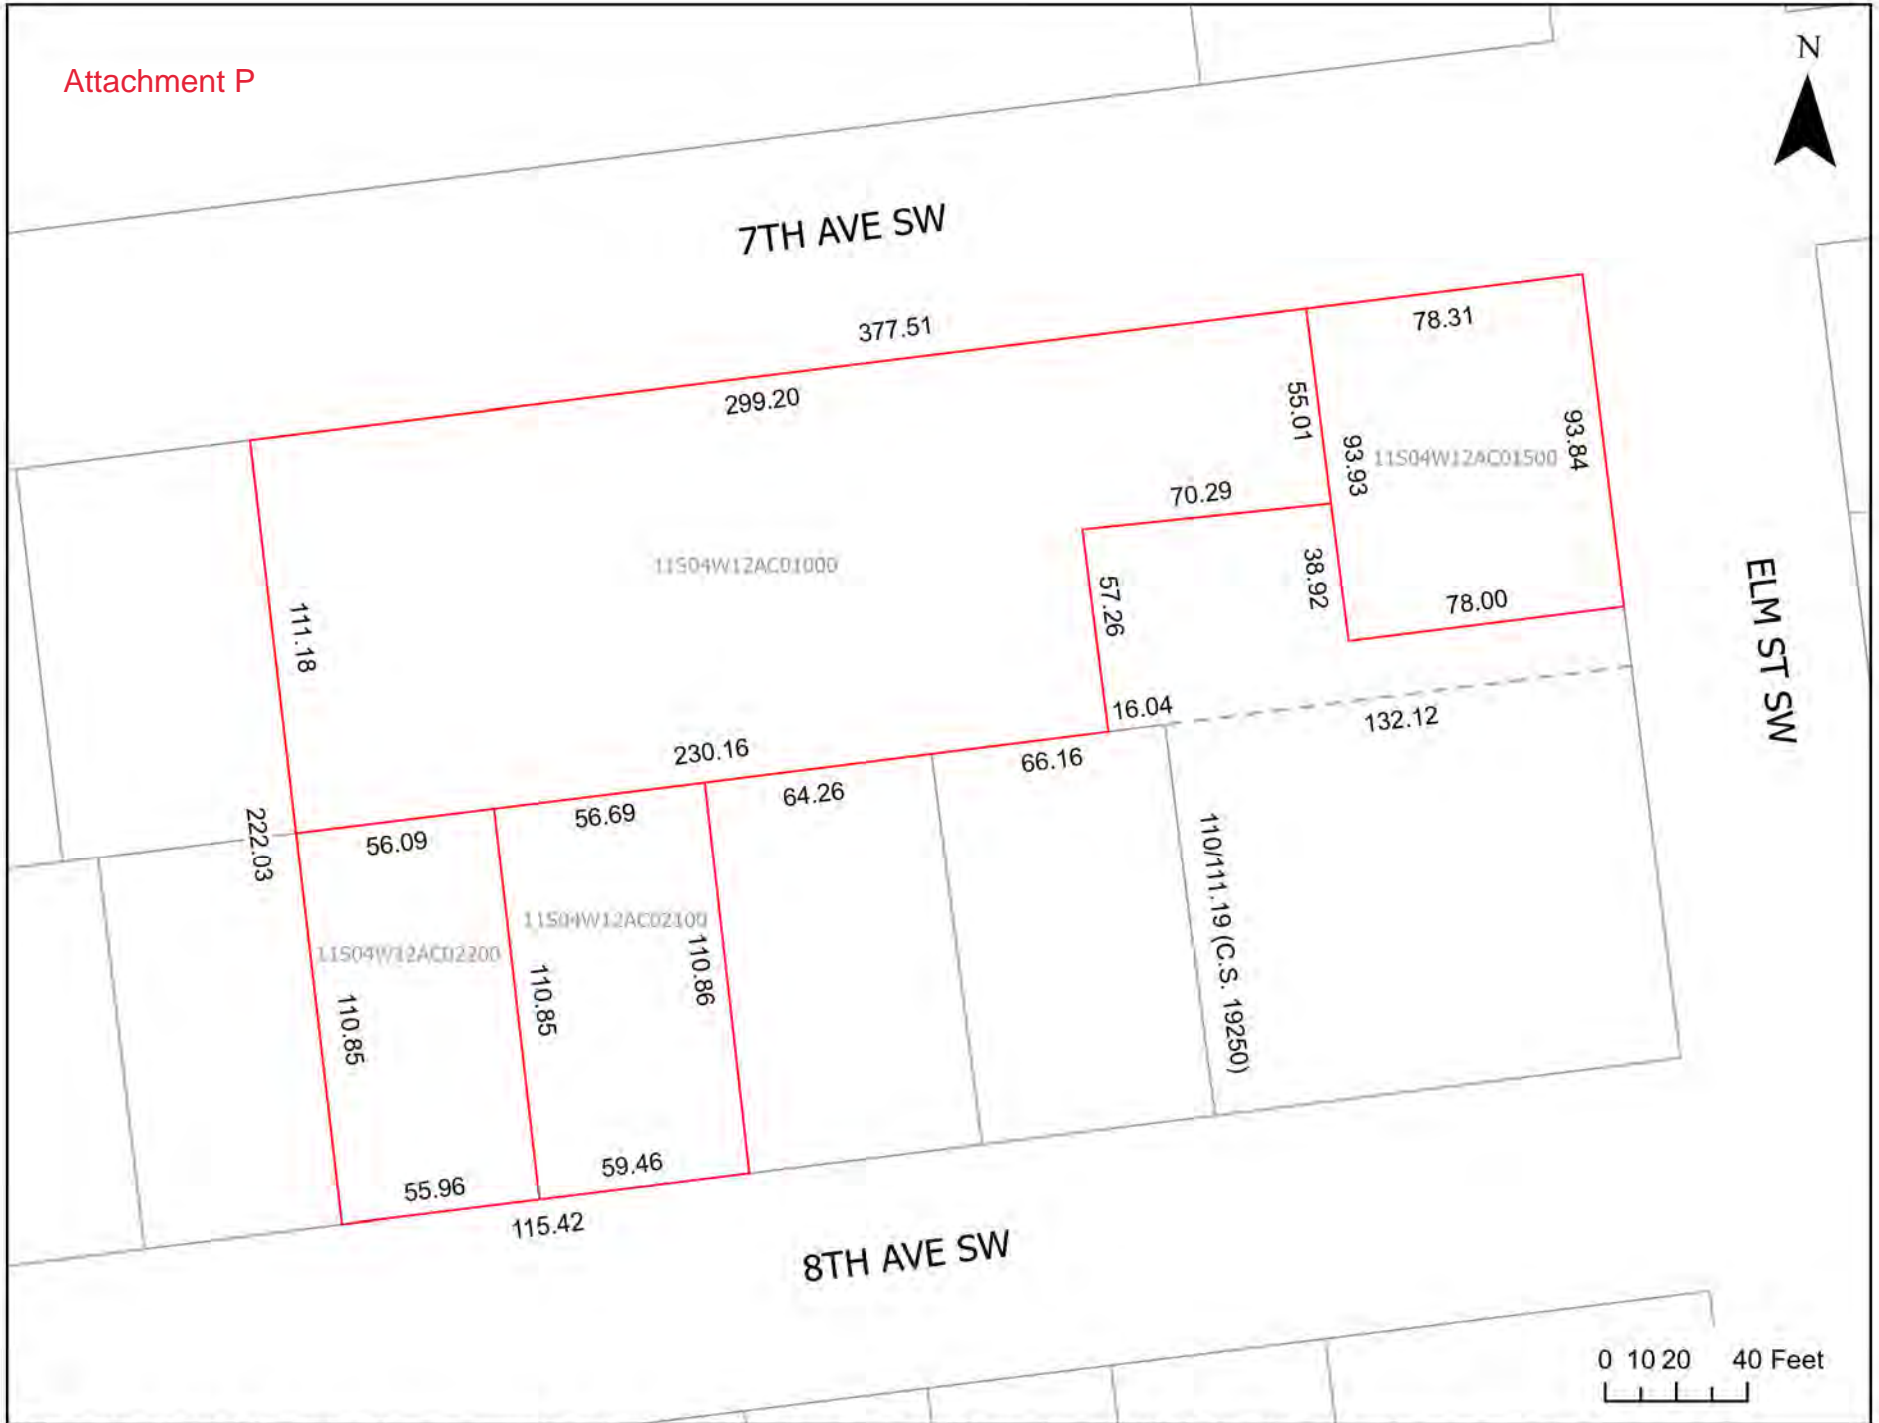 Attachment P
N
7TH AVE SW
377.51
78.31
299.20
55.01
93.93
11S04W12AC01500
93.84
70.29
11S04W12AC01000
38.92
57.26
78.00
ELM ST SW
111.18
16.04
132.12
230.16
66.16
64.26
56.69
56.09
222.03
110/111.19 (C.S. 19250)
11S04W12AC02100
11S04W12AC02200
110.86
110.85
110.85
59.46
55.96
115.42
8TH AVE SW
0 10 20 40 Feet